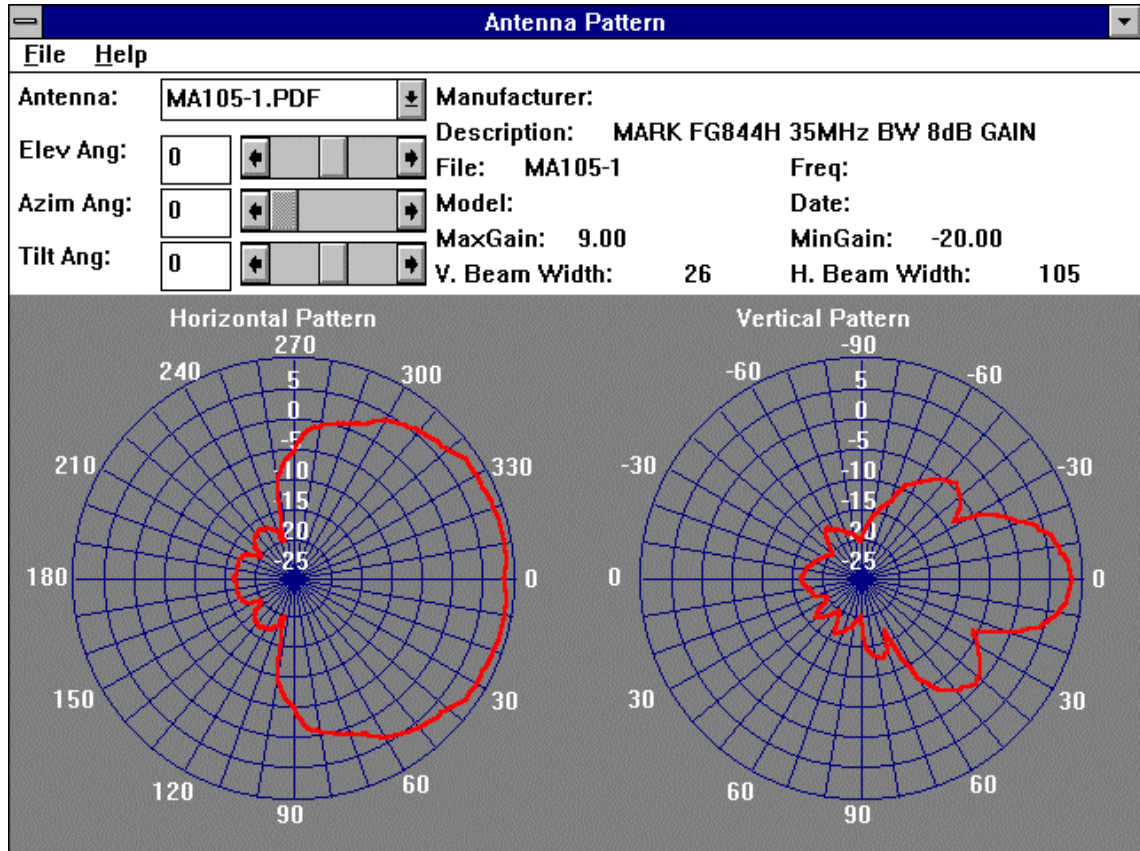 Antenna Pattern
File Help
Antenna: MA105-1.PDF
Elev Ang: 0
Azim Ang: 0
Tilt Ang: 0
Manufacturer:
Description: MARK FG844H 35MHz BW 8dB GAIN
File: MA105-1 Freq:
Model: Date:
MaxGain: 9.00 MinGain: -20.00
V. Beam Width: 26 H. Beam Width: 105
Horizontal Pattern
270
240 300
5
0
-5
210 -10 330
-15
-20
-25
180 0
150 30
120 60
90
Vertical Pattern
-90
-60 -60
5
0
-5
-30 -10 -30
-15
-20
-25
0 0
30 30
60 60
90